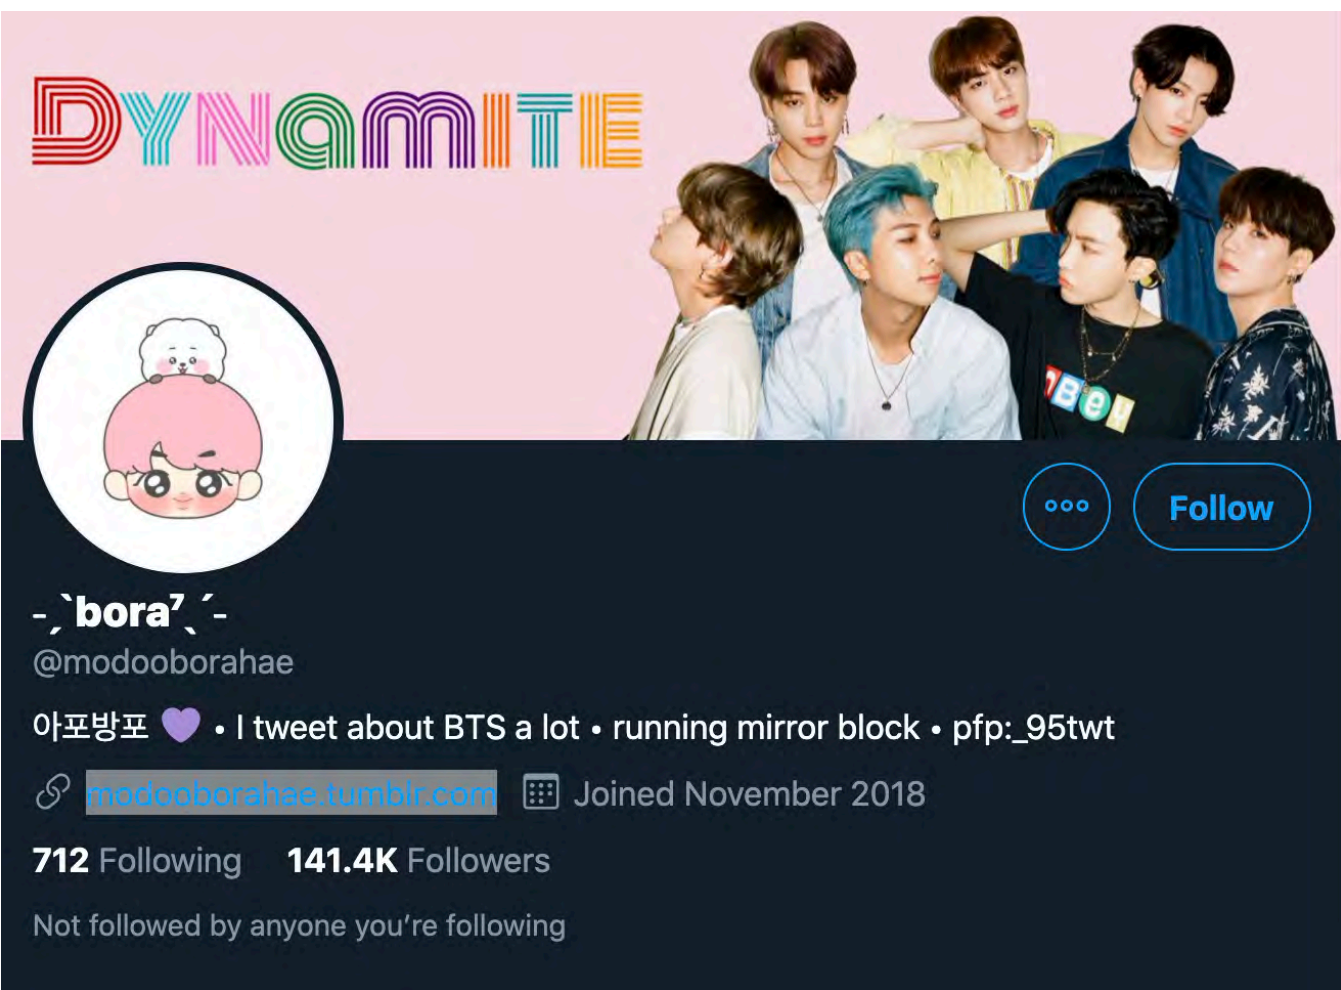 DYNAMITE
-ˏˋbora⁷ˎˊ-
@modooborahae
아포방포 💜 • I tweet about BTS a lot • running mirror block • pfp:_95twt
modooborahae.tumblr.com Joined November 2018
712 Following 141.4K Followers
Not followed by anyone you're following
Follow